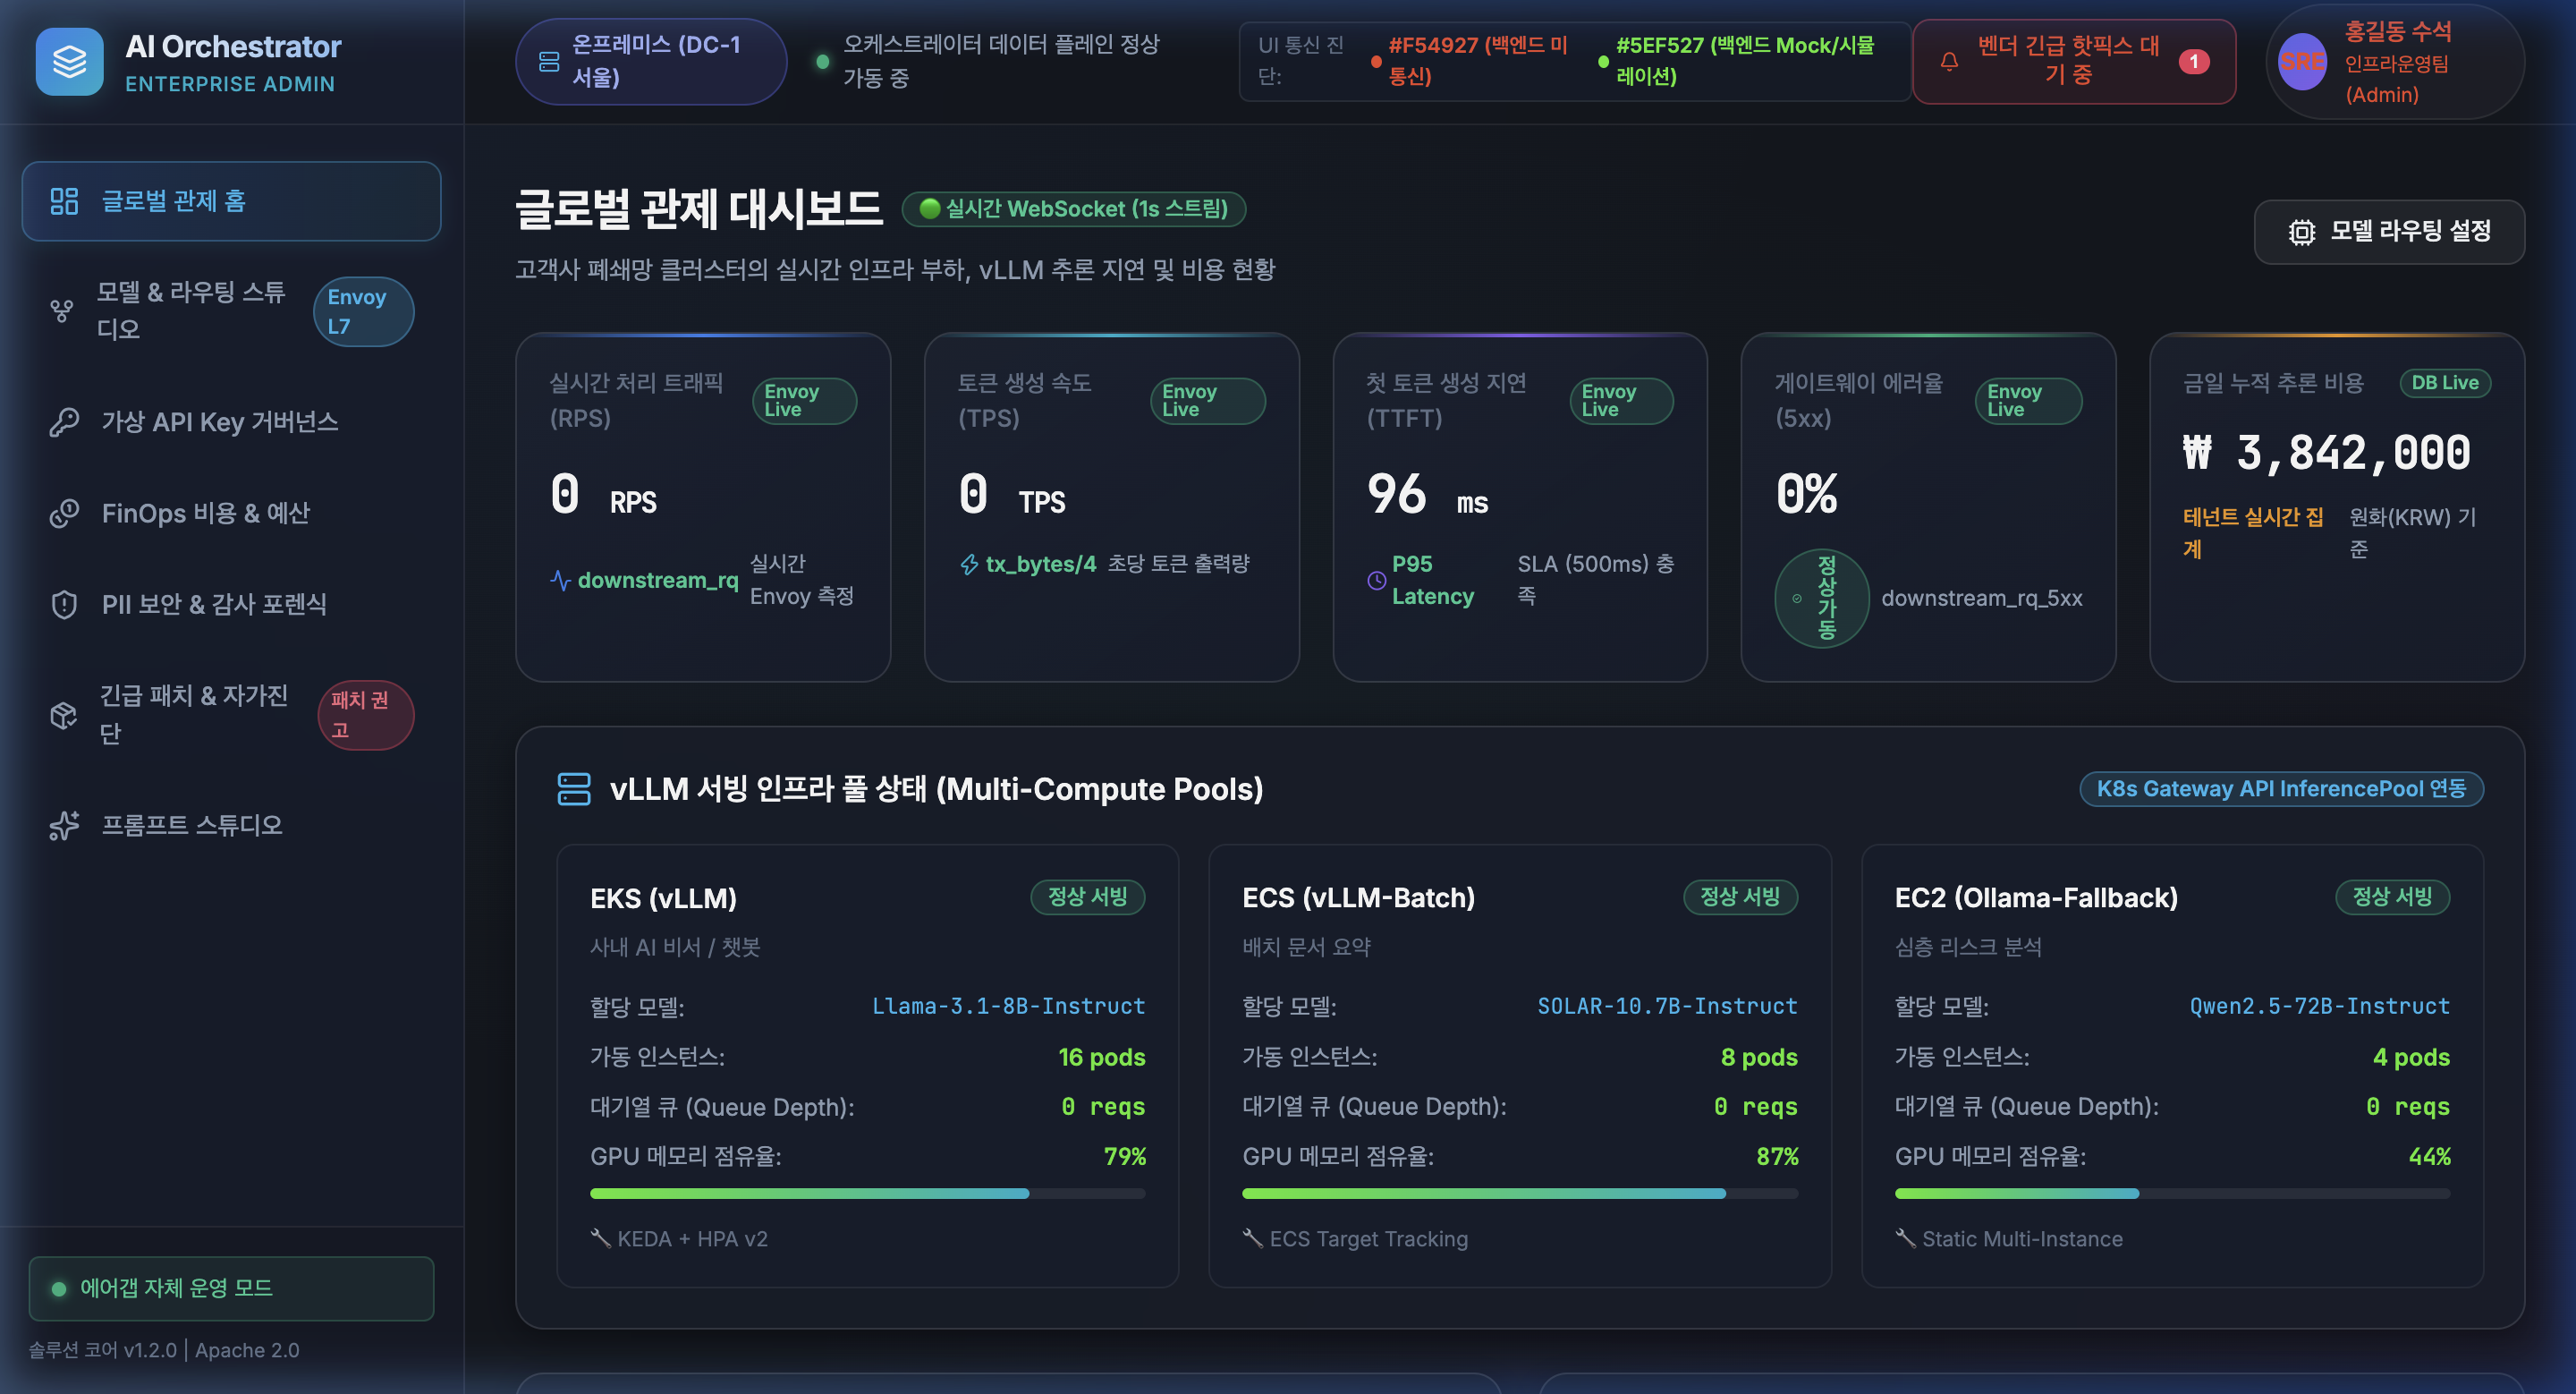 AI Orchestrator
ENTERPRISE ADMIN
글로벌 관제 홈
모델 & 라우팅 스튜
디오
Envoy
L7
가상 API Key 거버넌스
FinOps 비용 & 예산
PII 보안 & 감사 포렌식
긴급 패치 & 자가진
단
패치 권
고
프롬프트 스튜디오
에어갭 자체 운영 모드
솔루션 코어 v1.2.0 | Apache 2.0
온프레미스 (DC-1
서울)
오케스트레이터 데이터 플레인 정상
가동 중
UI 통신 진
단:
#F54927 (백엔드 미
통신)
#5EF527 (백엔드 Mock/시뮬
레이션)
벤더 긴급 핫픽스 대
기 중
1
SRE
홍길동 수석
인프라운영팀
(Admin)
글로벌 관제 대시보드
실시간 WebSocket (1s 스트림)
고객사 폐쇄망 클러스터의 실시간 인프라 부하, vLLM 추론 지연 및 비용 현황
모델 라우팅 설정
실시간 처리 트래픽
(RPS)
Envoy
Live
0 RPS
downstream_rq
실시간
Envoy 측정
토큰 생성 속도
(TPS)
Envoy
Live
0 TPS
tx_bytes/4 초당 토큰 출력량
첫 토큰 생성 지연
(TTFT)
Envoy
Live
96 ms
P95
Latency
SLA (500ms) 충
족
게이트웨이 에러율
(5xx)
Envoy
Live
0%
정
상
가
동
downstream_rq_5xx
금일 누적 추론 비용
DB Live
₩ 3,842,000
테넌트 실시간 집
계
원화(KRW) 기
준
vLLM 서빙 인프라 풀 상태 (Multi-Compute Pools)
K8s Gateway API InferencePool 연동
EKS (vLLM)
정상 서빙
사내 AI 비서 / 챗봇
할당 모델: Llama-3.1-8B-Instruct
가동 인스턴스: 16 pods
대기열 큐 (Queue Depth): 0 reqs
GPU 메모리 점유율: 79%
KEDA + HPA v2
ECS (vLLM-Batch)
정상 서빙
배치 문서 요약
할당 모델: SOLAR-10.7B-Instruct
가동 인스턴스: 8 pods
대기열 큐 (Queue Depth): 0 reqs
GPU 메모리 점유율: 87%
ECS Target Tracking
EC2 (Ollama-Fallback)
정상 서빙
심층 리스크 분석
할당 모델: Qwen2.5-72B-Instruct
가동 인스턴스: 4 pods
대기열 큐 (Queue Depth): 0 reqs
GPU 메모리 점유율: 44%
Static Multi-Instance